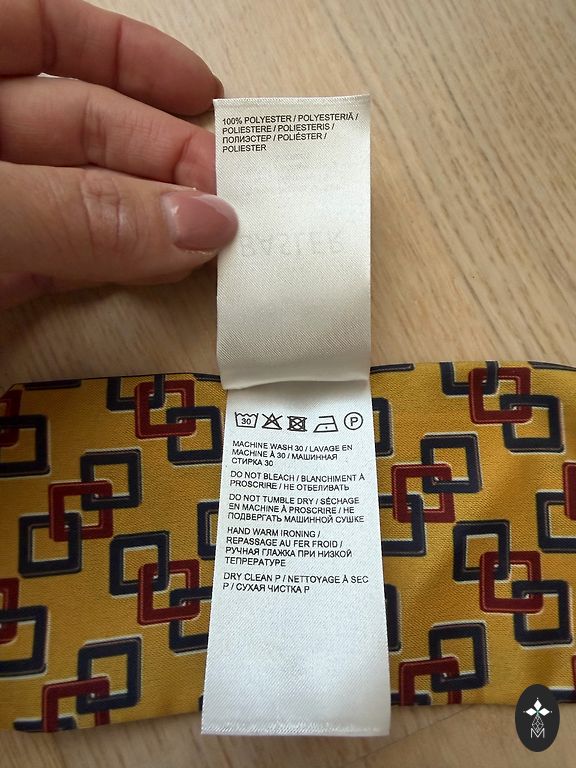 100% POLYESTER / POLYESTERIÄ /
POLIESTERE / POLIESTERIS /
ПОЛИЭСТЕР / POLIÉSTER /
POLIESTER
BASLER
30 P
MACHINE WASH 30 / LAVAGE EN
MACHINE À 30 / МАШИННАЯ
СТИРКА 30
DO NOT BLEACH / BLANCHIMENT À
PROSCRIRE / НЕ ОТБЕЛИВАТЬ
DO NOT TUMBLE DRY / SÉCHAGE
EN MACHINE À PROSCRIRE / НЕ
ПОДВЕРГАТЬ МАШИННОЙ СУШКЕ
HAND WARM IRONING /
REPASSAGE AU FER FROID /
РУЧНАЯ ГЛАЖКА ПРИ НИЗКОЙ
ТЕПРЕРАТУРЕ
DRY CLEAN P / NETTOYAGE À SEC
P / СУХАЯ ЧИСТКА P
M